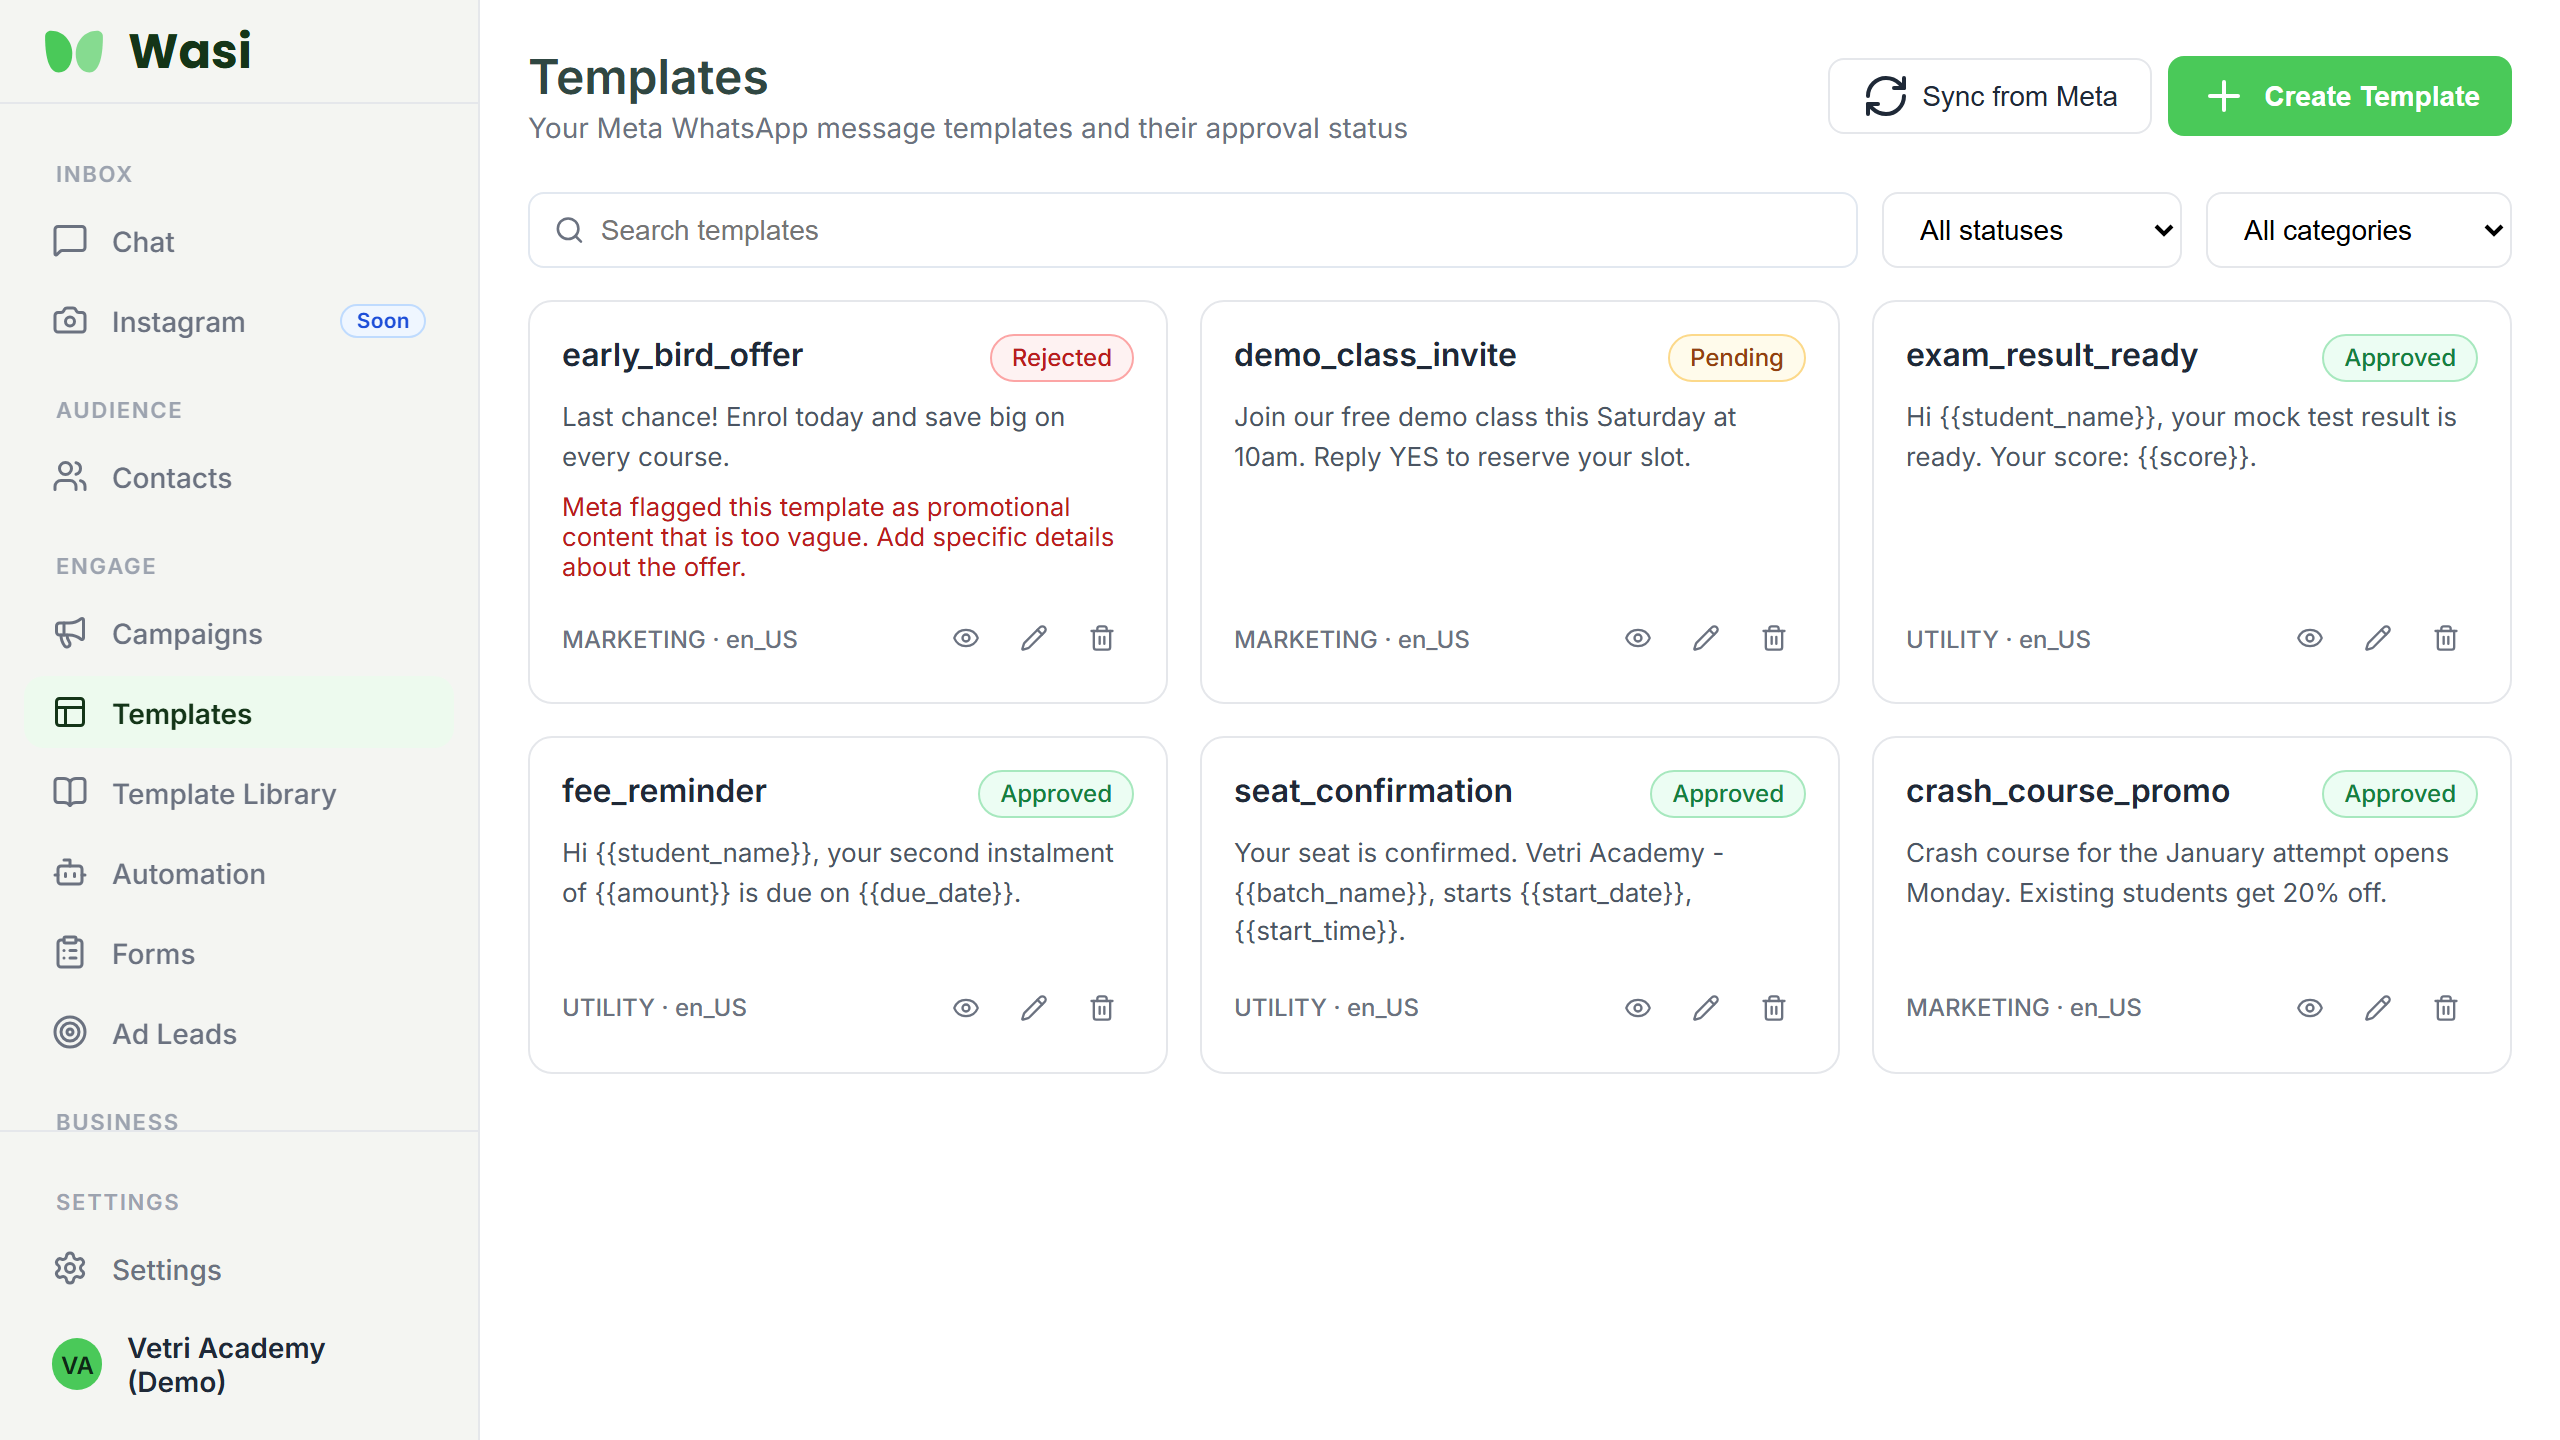 Wasi
INBOX
Chat
Instagram Soon
AUDIENCE
Contacts
ENGAGE
Campaigns
Templates
Template Library
Automation
Forms
Ad Leads
BUSINESS
SETTINGS
Settings
VA Vetri Academy
(Demo)
Templates
Your Meta WhatsApp message templates and their approval status
Sync from Meta
Create Template
Search templates
All statuses
All categories
early_bird_offer Rejected
Last chance! Enrol today and save big on
every course.
Meta flagged this template as promotional
content that is too vague. Add specific details
about the offer.
MARKETING · en_US
demo_class_invite Pending
Join our free demo class this Saturday at
10am. Reply YES to reserve your slot.
MARKETING · en_US
exam_result_ready Approved
Hi {{student_name}}, your mock test result is
ready. Your score: {{score}}.
UTILITY · en_US
fee_reminder Approved
Hi {{student_name}}, your second instalment
of {{amount}} is due on {{due_date}}.
UTILITY · en_US
seat_confirmation Approved
Your seat is confirmed. Vetri Academy -
{{batch_name}}, starts {{start_date}},
{{start_time}}.
UTILITY · en_US
crash_course_promo Approved
Crash course for the January attempt opens
Monday. Existing students get 20% off.
MARKETING · en_US